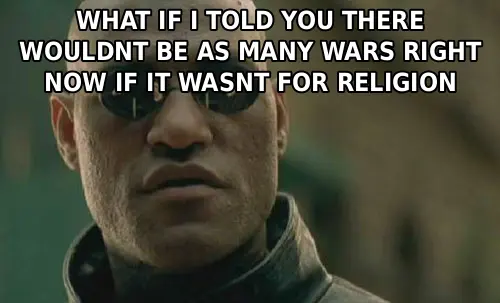 WHAT IF I TOLD YOU THERE
WOULDNT BE AS MANY WARS RIGHT
NOW IF IT WASNT FOR RELIGION